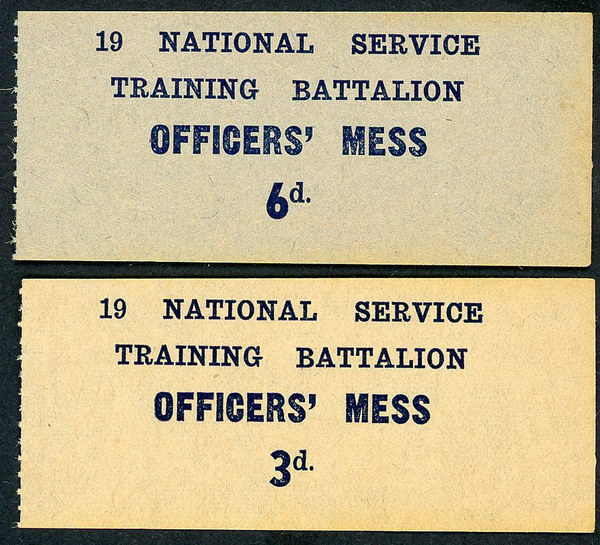 19 NATIONAL SERVICE
TRAINING BATTALION
OFFICERS' MESS
6d.
19 NATIONAL SERVICE
TRAINING BATTALION
OFFICERS' MESS
3d.